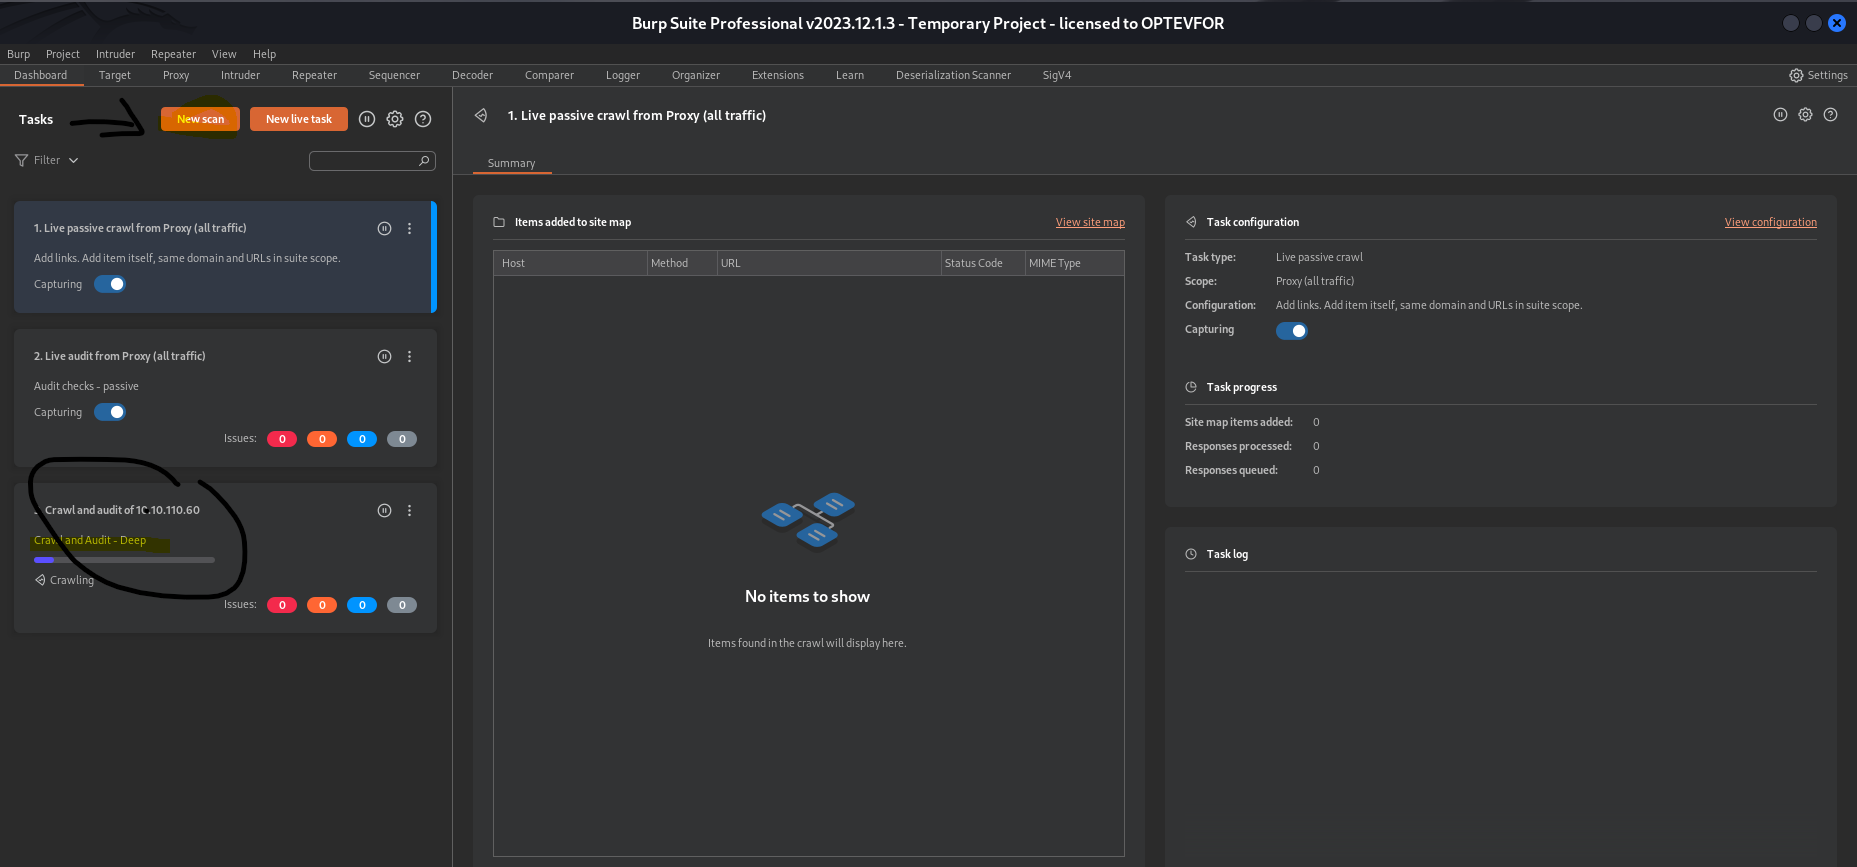 Burp Suite Professional v2023.12.1.3 - Temporary Project - licensed to OPTEVFOR
Burp Project Intruder Repeater View Help
Dashboard Target Proxy Intruder Repeater Sequencer Decoder Comparer Logger Organizer Extensions Learn Deserialization Scanner SigV4 Settings
Tasks New scan New live task
Filter
1. Live passive crawl from Proxy (all traffic)
Add links. Add item itself, same domain and URLs in suite scope.
Capturing
2. Live audit from Proxy (all traffic)
Audit checks - passive
Capturing
Issues: 0 0 0 0
Crawl and audit of 10.10.110.60
Crawl and Audit - Deep
Crawling
Issues: 0 0 0 0
1. Live passive crawl from Proxy (all traffic)
Summary
Items added to site map View site map
Host Method URL Status Code MIME Type
No items to show
Items found in the crawl will display here.
Task configuration View configuration
Task type: Live passive crawl
Scope: Proxy (all traffic)
Configuration: Add links. Add item itself, same domain and URLs in suite scope.
Capturing
Task progress
Site map items added: 0
Responses processed: 0
Responses queued: 0
Task log